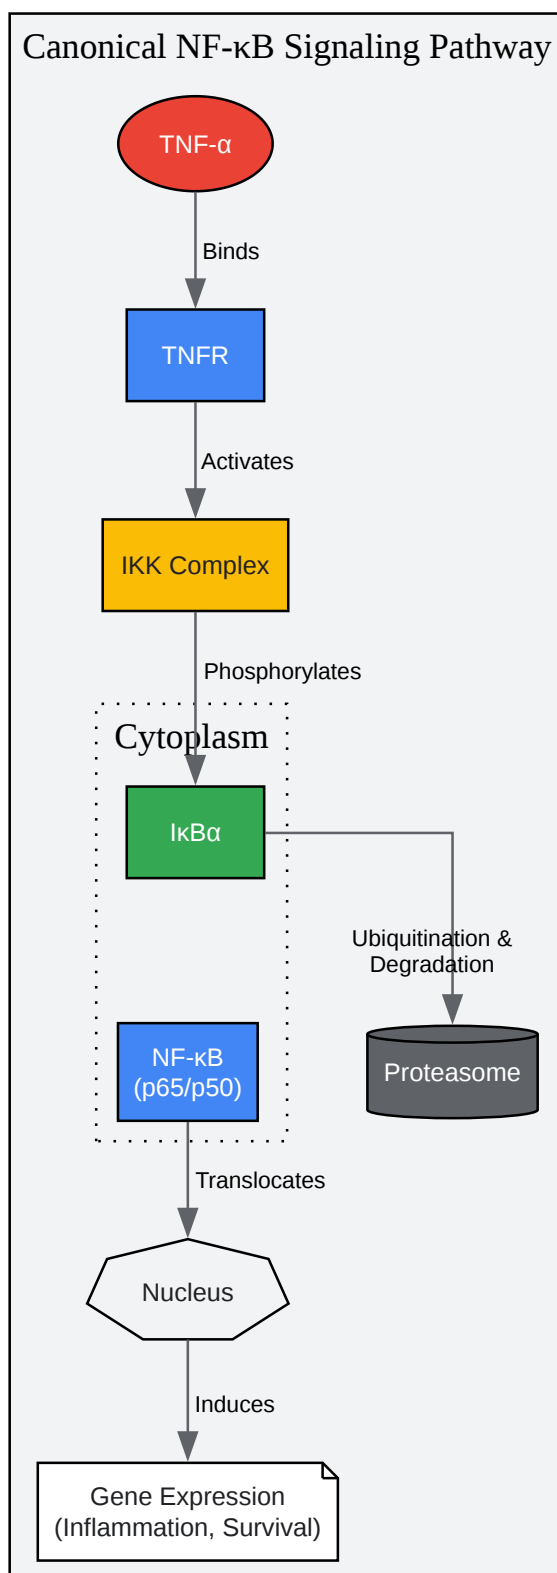 Canonical NF-κB Signaling Pathway
TNF-α
Binds
TNFR
Activates
IKK Complex
Phosphorylates
Cytoplasm
IκBα
Ubiquitination &
Degradation
NF-κB
(p65/p50)
Proteasome
Translocates
Nucleus
Induces
Gene Expression
(Inflammation, Survival)